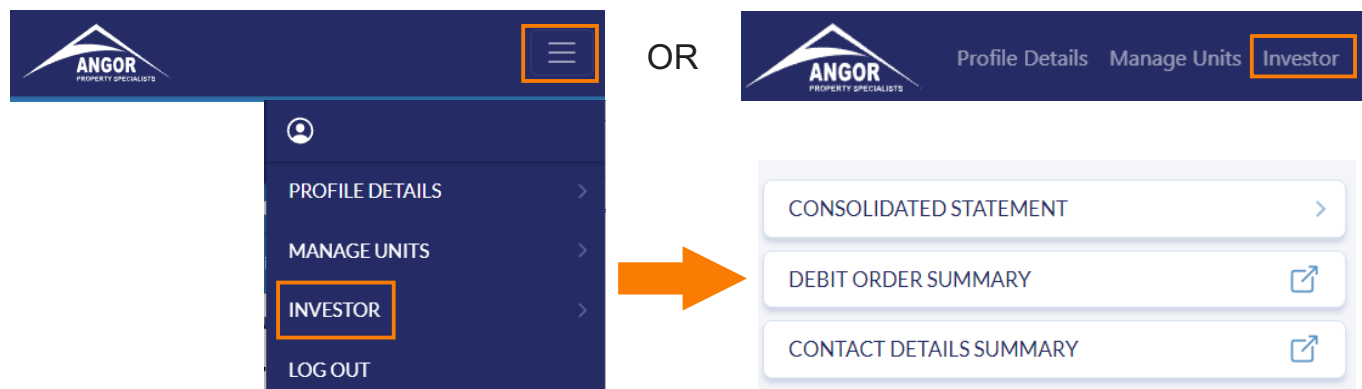 ANGOR
PROPERTY SPECIALISTS
OR
ANGOR
PROPERTY SPECIALISTS
Profile Details Manage Units Investor
PROFILE DETAILS
MANAGE UNITS
INVESTOR
LOG OUT
CONSOLIDATED STATEMENT
DEBIT ORDER SUMMARY
CONTACT DETAILS SUMMARY